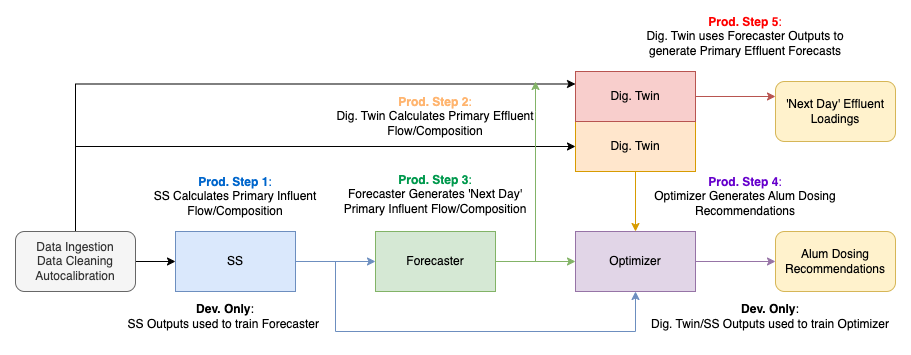 Prod. Step 5:
Dig. Twin uses Forecaster Outputs to
generate Primary Effluent Forecasts
Dig. Twin
'Next Day' Effluent
Loadings
Prod. Step 2:
Dig. Twin Calculates Primary Effluent
Flow/Composition
Dig. Twin
Prod. Step 1:
SS Calculates Primary Influent
Flow/Composition
Prod. Step 3:
Forecaster Generates 'Next Day'
Primary Influent Flow/Composition
Prod. Step 4:
Optimizer Generates Alum Dosing
Recommendations
Data Ingestion
Data Cleaning
Autocalibration
SS
Forecaster
Optimizer
Alum Dosing
Recommendations
Dev. Only:
SS Outputs used to train Forecaster
Dev. Only:
Dig. Twin/SS Outputs used to train Optimizer